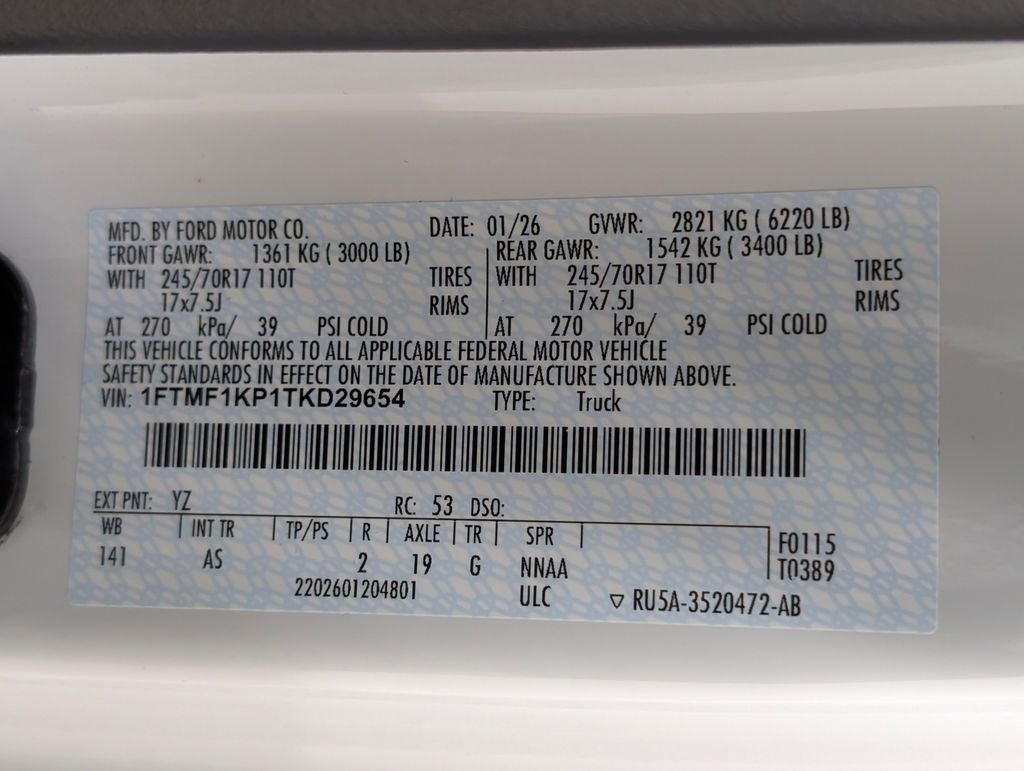 MFD. BY FORD MOTOR CO. DATE: 01/26 GVWR: 2821 KG ( 6220 LB)
FRONT GAWR: 1361 KG ( 3000 LB) REAR GAWR: 1542 KG ( 3400 LB)
WITH 245/70R17 110T TIRES WITH 245/70R17 110T TIRES
17x7.5J RIMS 17x7.5J RIMS
AT 270 kPa/ 39 PSI COLD AT 270 kPa/ 39 PSI COLD
THIS VEHICLE CONFORMS TO ALL APPLICABLE FEDERAL MOTOR VEHICLE
SAFETY STANDARDS IN EFFECT ON THE DATE OF MANUFACTURE SHOWN ABOVE.
VIN: 1FTMF1KP1TKD29654 TYPE: Truck
EXT PNT: YZ RC: 53 DSO:
WB INT TR TP/PS R AXLE TR SPR F0115
141 AS 2 19 G NNAA T0389
2202601204801 ULC ▽ RU5A-3520472-AB